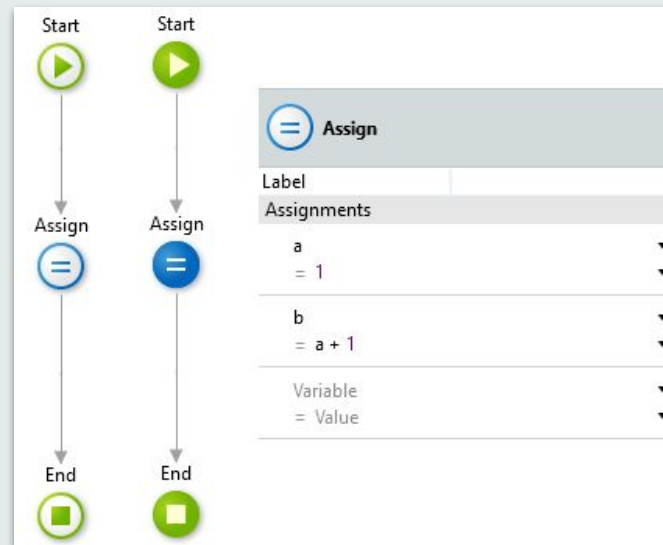 Start Start
Assign
Label
Assignments
a
= 1
b
= a + 1
Variable
= Value
Assign Assign
End End